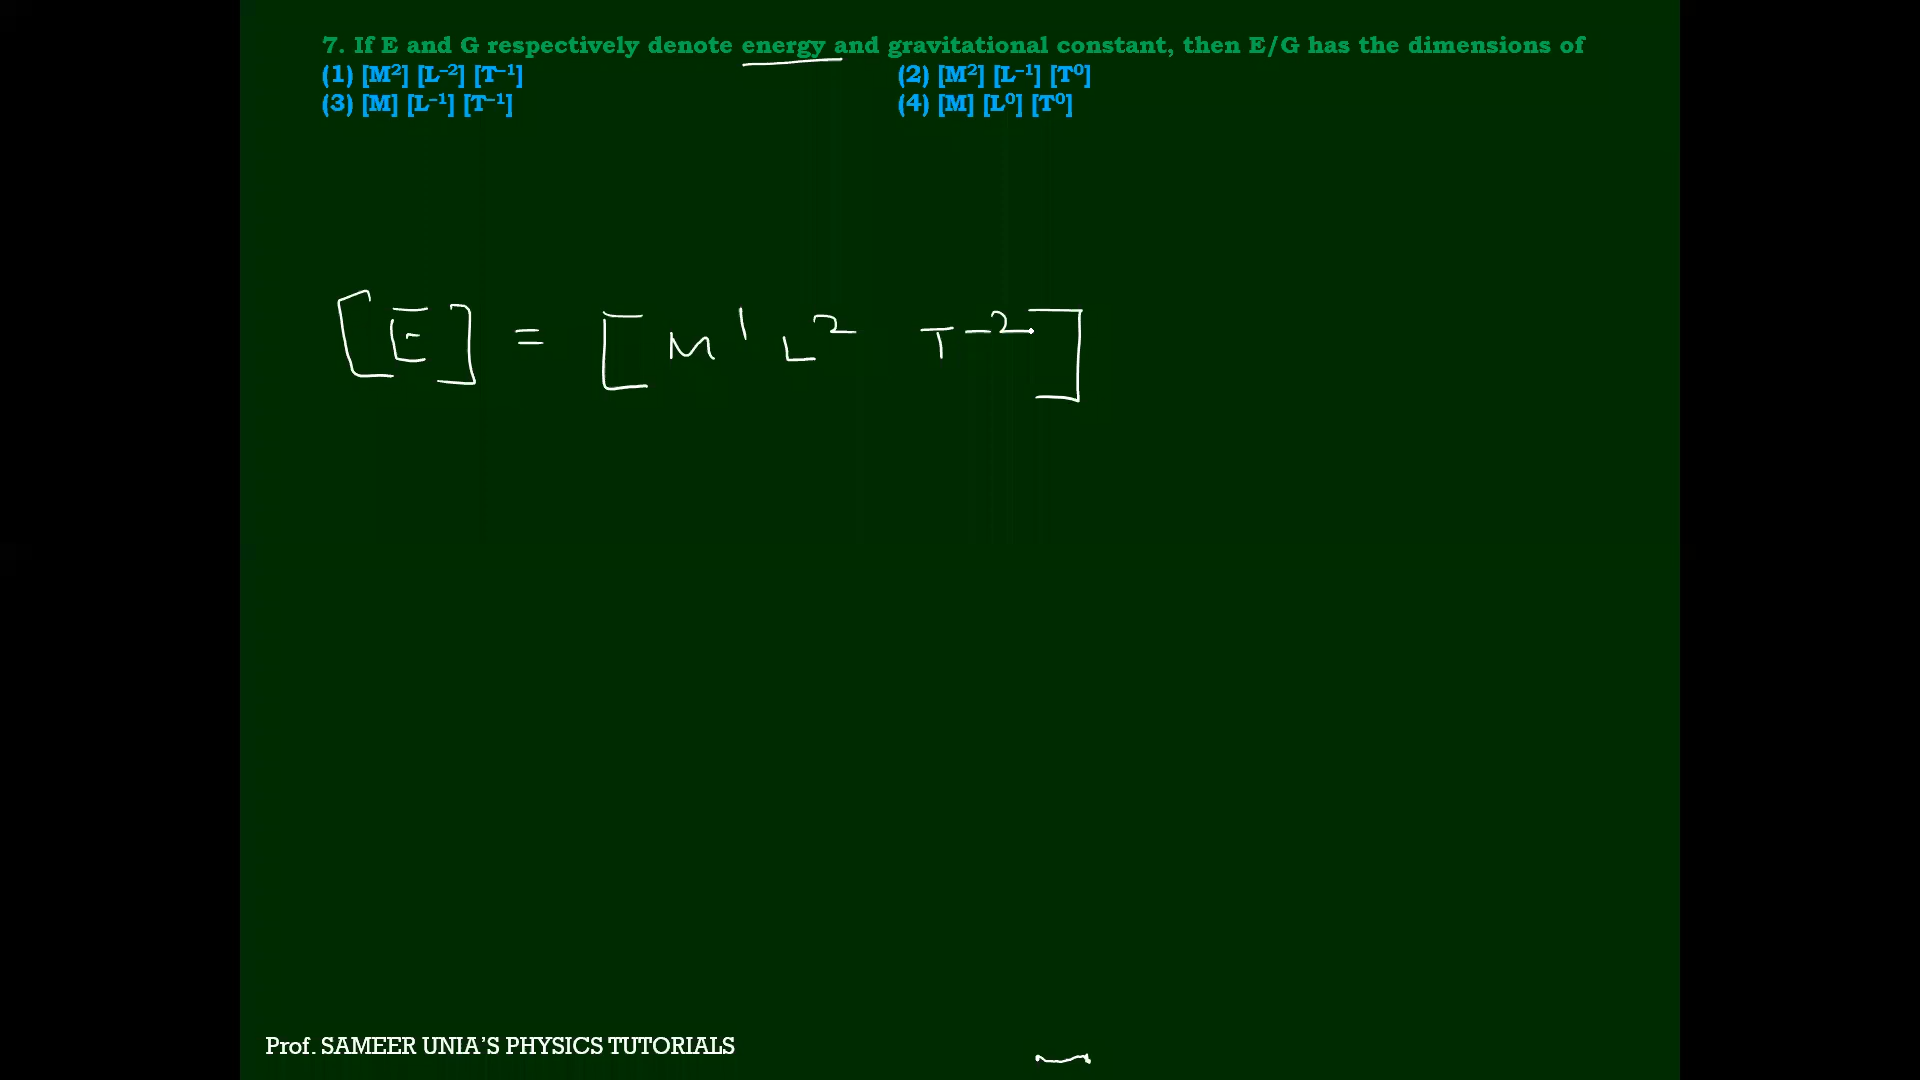 7. If E and G respectively denote energy and gravitational constant, then E/G has the dimensions of
(1) [M²] [L⁻²] [T⁻¹] (2) [M²] [L⁻¹] [T⁰]
(3) [M] [L⁻¹] [T⁻¹] (4) [M] [L⁰] [T⁰]
[E] = [M¹ L² T⁻²]
Prof. SAMEER UNIA'S PHYSICS TUTORIALS